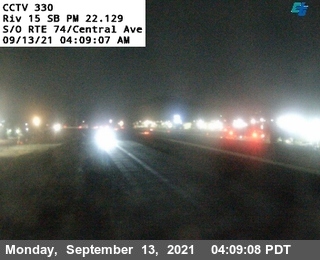 CCTV 330
Riv 15 SB PM 22.129
S/O RTE 74/Central Ave
09/13/21 04:09:07 AM
Monday, September 13, 2021 04:09:08 PDT